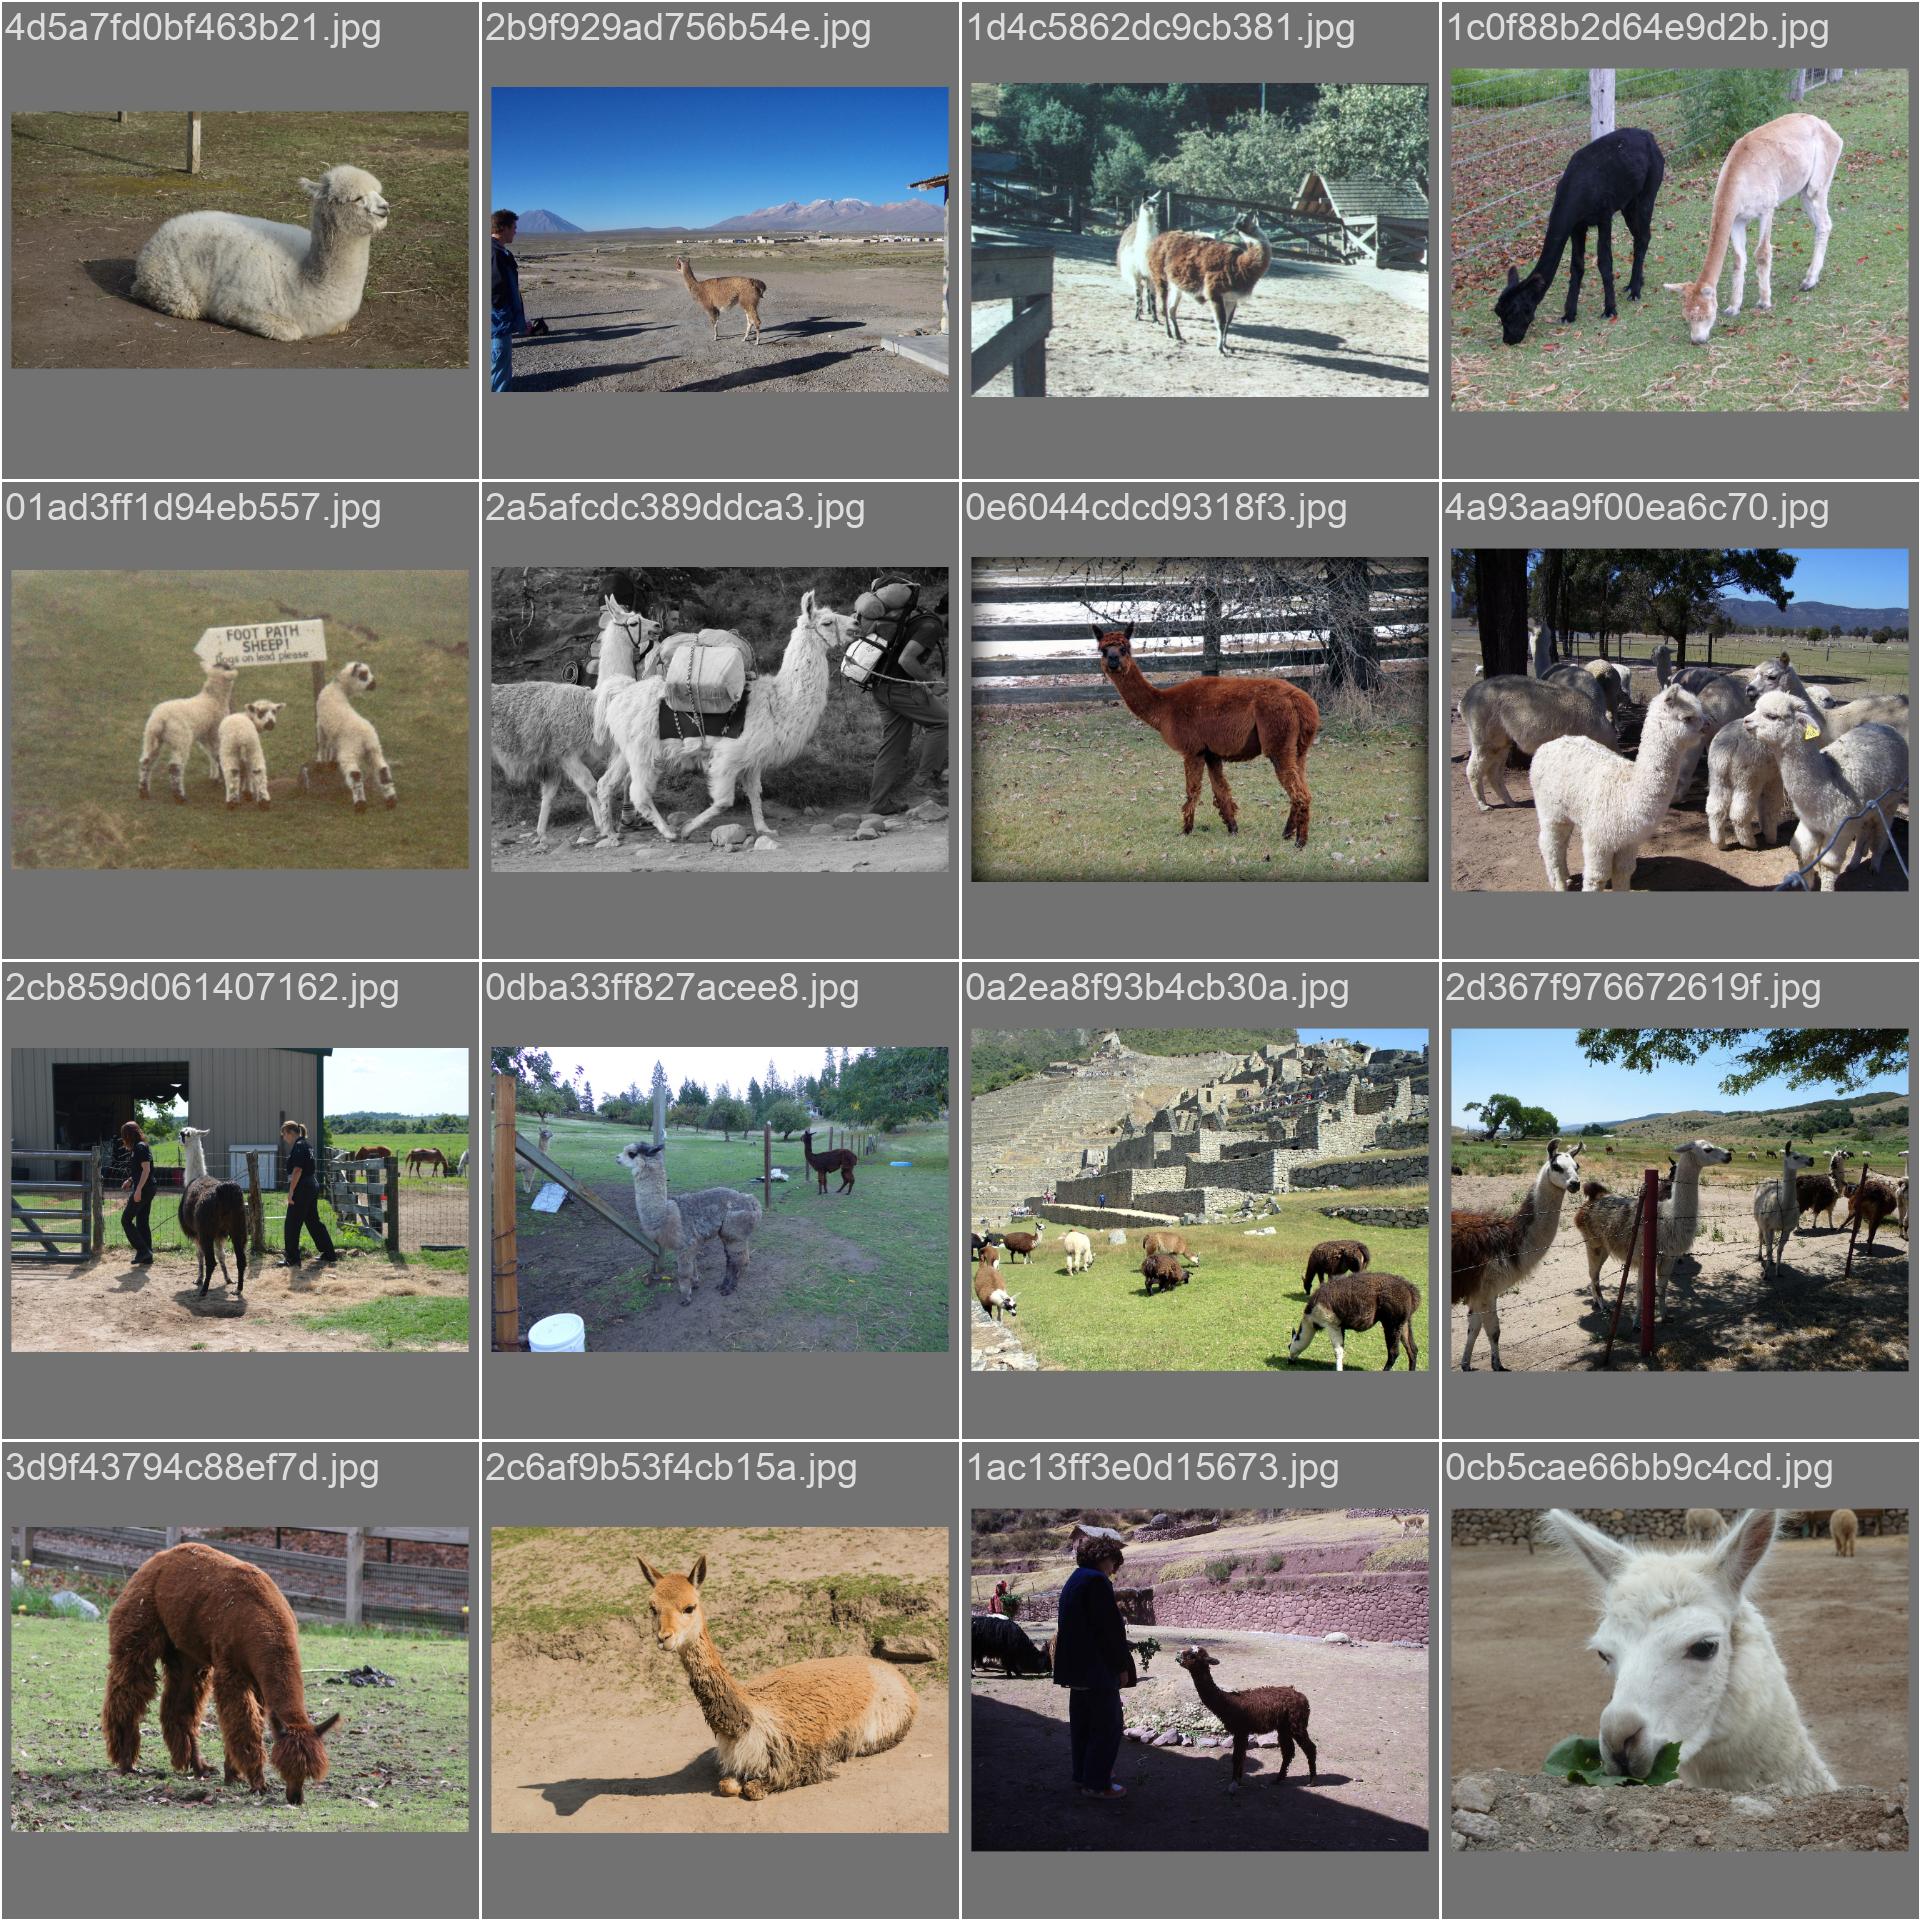 4d5a7fd0bf463b21.jpg
2b9f929ad756b54e.jpg
1d4c5862dc9cb381.jpg
1c0f88b2d64e9d2b.jpg
01ad3ff1d94eb557.jpg
2a5afcdc389ddca3.jpg
0e6044cdcd9318f3.jpg
4a93aa9f00ea6c70.jpg
FOOT PATH
SHEEP!
dogs on lead please
2cb859d061407162.jpg
0dba33ff827acee8.jpg
0a2ea8f93b4cb30a.jpg
2d367f976672619f.jpg
3d9f43794c88ef7d.jpg
2c6af9b53f4cb15a.jpg
1ac13ff3e0d15673.jpg
0cb5cae66bb9c4cd.jpg